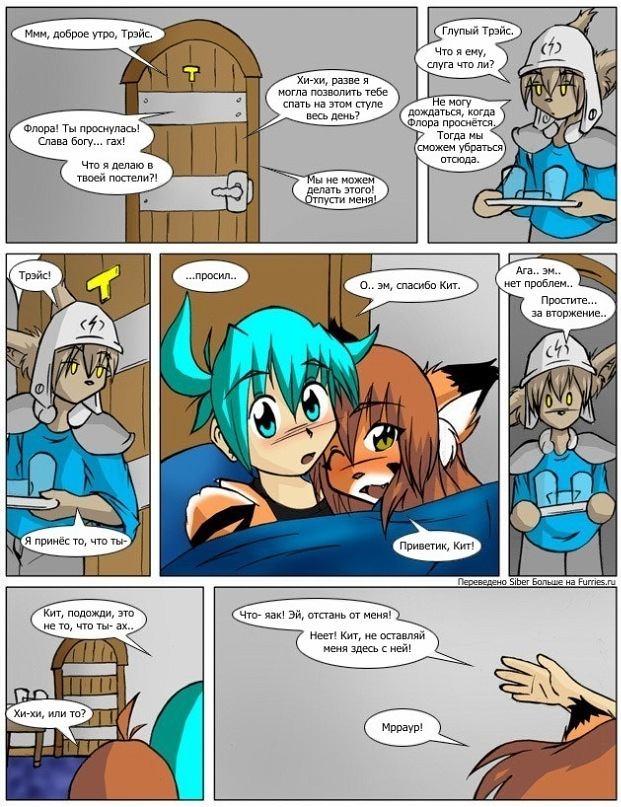 Ммм, доброе утро, Трэйс.
T
Хи-хи, разве я
могла позволить тебе
спать на этом стуле
весь день?
Флора! Ты проснулась!
Слава богу... гах!
Что я делаю в
твоей постели?!
Мы не можем
делать этого!
Отпусти меня!
Глупый Трэйс.
Что я ему,
слуга что ли?
Не могу
дождаться, когда
Флора проснётся.
Тогда мы
сможем убраться
отсюда.
Трэйс!
T
Я принёс то, что ты-
...просил..
О.. эм, спасибо Кит.
Приветик, Кит!
Ага.. эм..
нет проблем..
Простите...
за вторжение..
Переведено Siber Больше на Furries.ru
Кит, подожди, это
не то, что ты- ах..
Хи-хи, или то?
Что- яак! Эй, отстань от меня!
Неет! Кит, не оставляй
меня здесь с ней!
Мрраур!